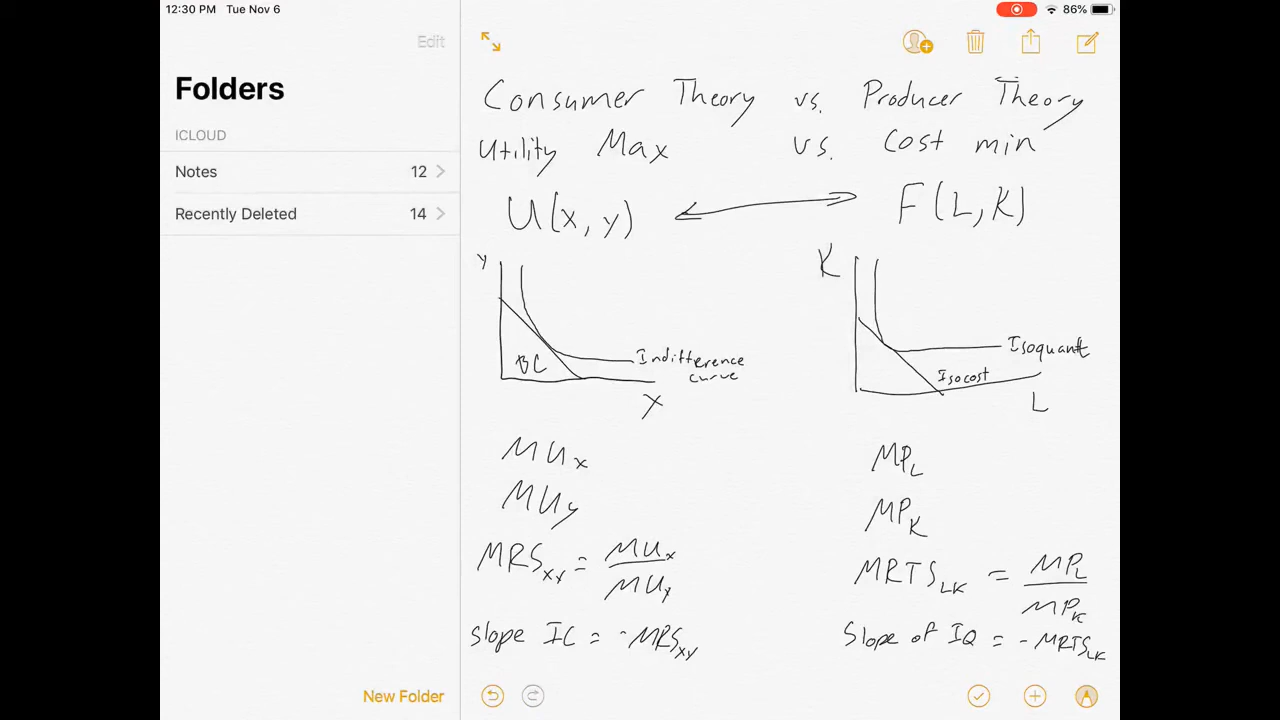 12:30 PM Tue Nov 6
86%
Edit
Folders
ICLOUD
Notes 12
Recently Deleted 14
New Folder
Consumer Theory vs. Producer Theory
Utility Max vs. Cost min
U(x, y) F(L, K)
y
BC
Indifference
curve
X
K
Isoquant
Isocost
L
MUx
MUy
MRSxy = MUx / MUy
slope IC = -MRSxy
MPL
MPK
MRTSLK = MPL / MPK
Slope of IQ = -MRTSLK